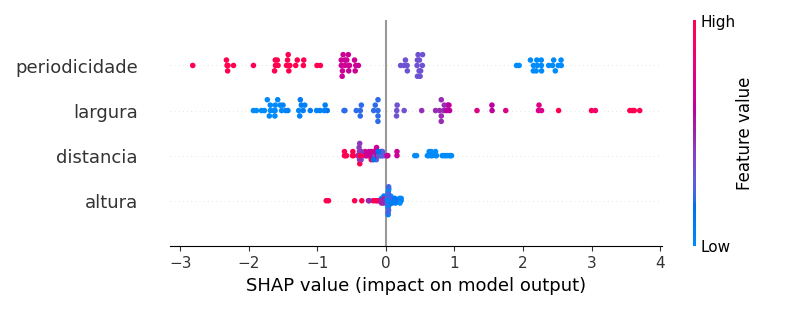 High
periodicidade
largura
distancia
altura
Feature value
Low
−3 −2 −1 0 1 2 3 4
SHAP value (impact on model output)